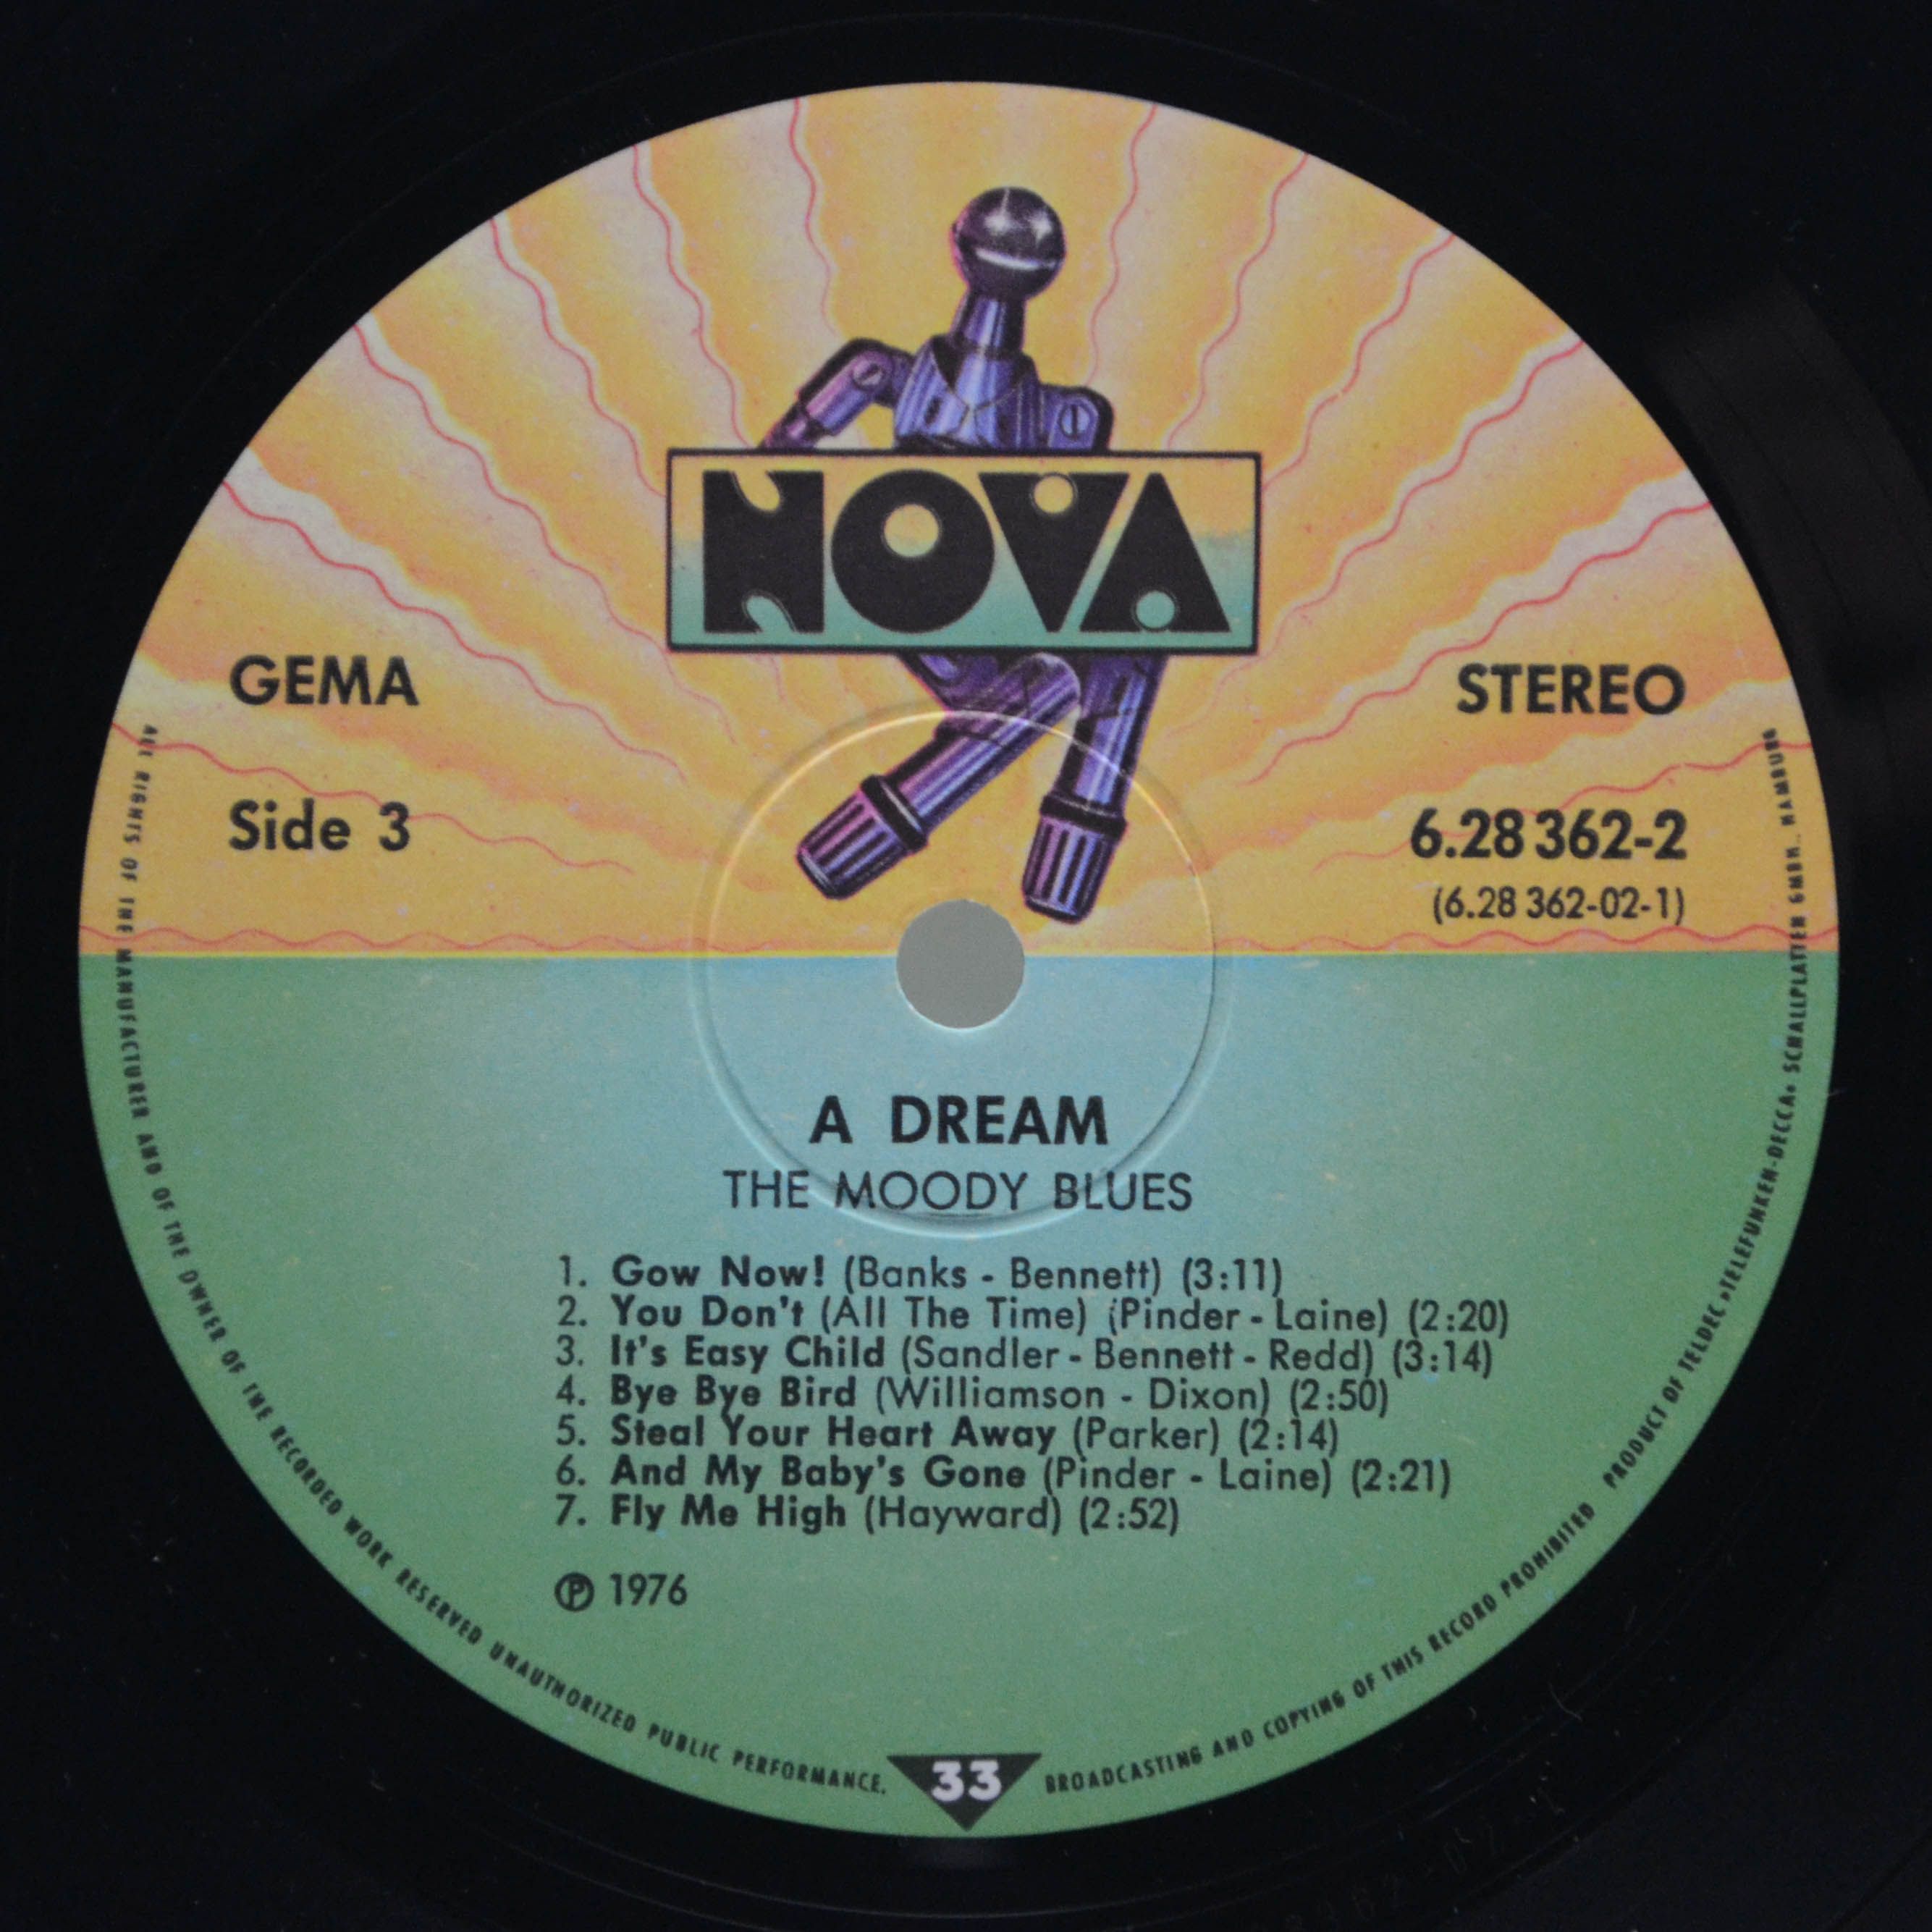 NOVA
GEMA
STEREO
Side 3
6.28 362-2
(6.28 362-02-1)
A DREAM
THE MOODY BLUES
1. Gow Now! (Banks - Bennett) (3:11)
2. You Don't (All The Time) (Pinder - Laine) (2:20)
3. It's Easy Child (Sandler - Bennett - Redd) (3:14)
4. Bye Bye Bird (Williamson - Dixon) (2:50)
5. Steal Your Heart Away (Parker) (2:14)
6. And My Baby's Gone (Pinder - Laine) (2:21)
7. Fly Me High (Hayward) (2:52)
Ⓟ 1976
ALL RIGHTS OF THE MANUFACTURER AND OF THE OWNER OF THE RECORDED WORK RESERVED UNAUTHORIZED PUBLIC PERFORMANCE.
33
BROADCASTING AND COPYING OF THIS RECORD PROHIBITED PRODUCT OF TELDEC »TELEFUNKEN-DECCA« SCHALLPLATTEN GMBH., HAMBURG